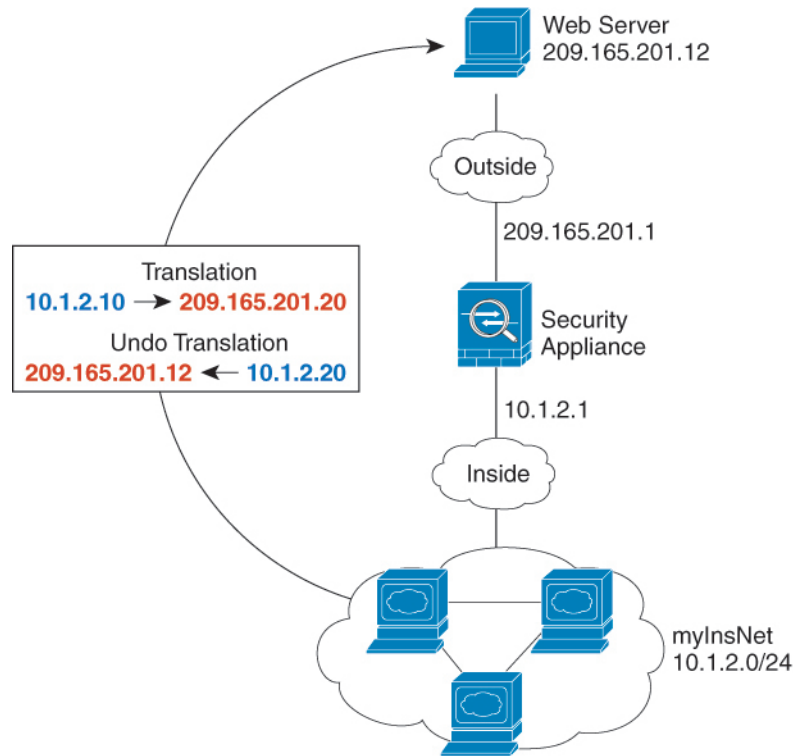 Web Server
209.165.201.12
Outside
209.165.201.1
Translation
10.1.2.10 → 209.165.201.20
Undo Translation
209.165.201.12 ← 10.1.2.20
Security
Appliance
10.1.2.1
Inside
myInsNet
10.1.2.0/24